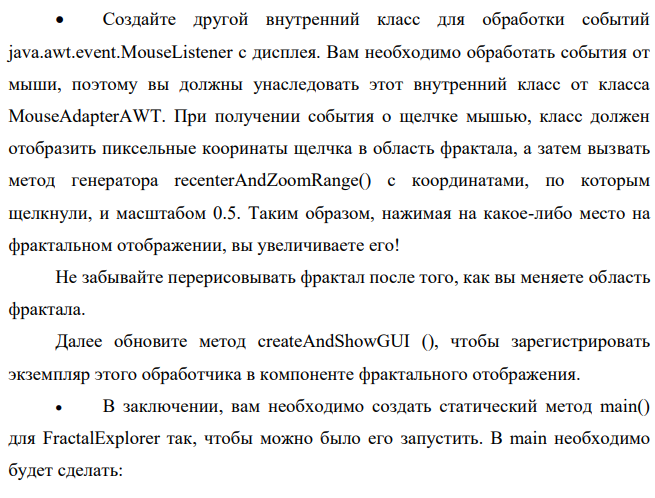 • Создайте другой внутренний класс для обработки событий
java.awt.event.MouseListener с дисплея. Вам необходимо обработать события от
мыши, поэтому вы должны унаследовать этот внутренний класс от класса
MouseAdapterAWT. При получении события о щелчке мышью, класс должен
отобразить пиксельные кооринаты щелчка в область фрактала, а затем вызвать
метод генератора recenterAndZoomRange() с координатами, по которым
щелкнули, и масштабом 0.5. Таким образом, нажимая на какое-либо место на
фрактальном отображении, вы увеличиваете его!
Не забывайте перерисовывать фрактал после того, как вы меняете область
фрактала.
Далее обновите метод createAndShowGUI (), чтобы зарегистрировать
экземпляр этого обработчика в компоненте фрактального отображения.
• В заключении, вам необходимо создать статический метод main()
для FractalExplorer так, чтобы можно было его запустить. В main необходимо
будет сделать: